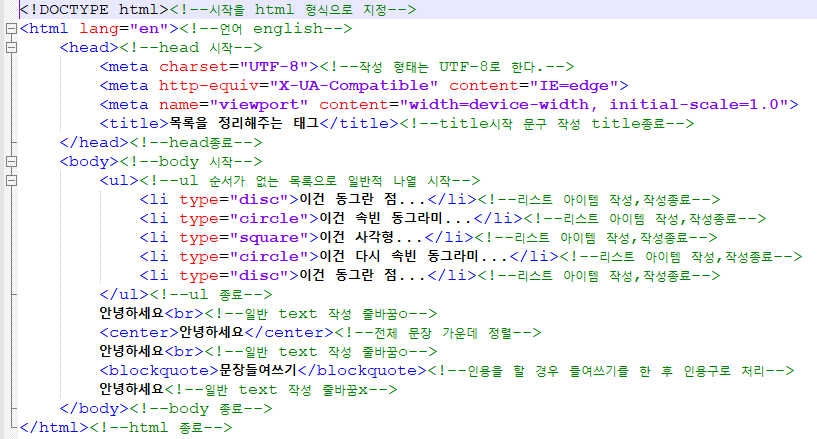 <!DOCTYPE html><!--시작을 html 형식으로 지정-->
<html lang="en"><!--언어 english-->
<head><!--head 시작-->
<meta charset="UTF-8"><!--작성 형태는 UTF-8로 한다.-->
<meta http-equiv="X-UA-Compatible" content="IE=edge">
<meta name="viewport" content="width=device-width, initial-scale=1.0">
<title>목록을 정리해주는 태그</title><!--title시작 문구 작성 title종료-->
</head><!--head종료-->
<body><!--body 시작-->
<ul><!--ul 순서가 없는 목록으로 일반적 나열 시작-->
<li type="disc">이건 동그란 점...</li><!--리스트 아이템 작성,작성종료-->
<li type="circle">이건 속빈 동그라미...</li><!--리스트 아이템 작성,작성종료-->
<li type="square">이건 사각형...</li><!--리스트 아이템 작성,작성종료-->
<li type="circle">이건 다시 속빈 동그라미...</li><!--리스트 아이템 작성,작성종료-->
<li type="disc">이건 동그란 점...</li><!--리스트 아이템 작성,작성종료-->
</ul><!--ul 종료-->
안녕하세요<br><!--일반 text 작성 줄바꿈o-->
<center>안녕하세요</center><!--전체 문장 가운데 정렬-->
안녕하세요<br><!--일반 text 작성 줄바꿈o-->
<blockquote>문장들여쓰기</blockquote><!--인용을 할 경우 들여쓰기를 한 후 인용구로 처리-->
안녕하세요<!--일반 text 작성 줄바꿈x-->
</body><!--body 종료-->
</html><!--html 종료-->